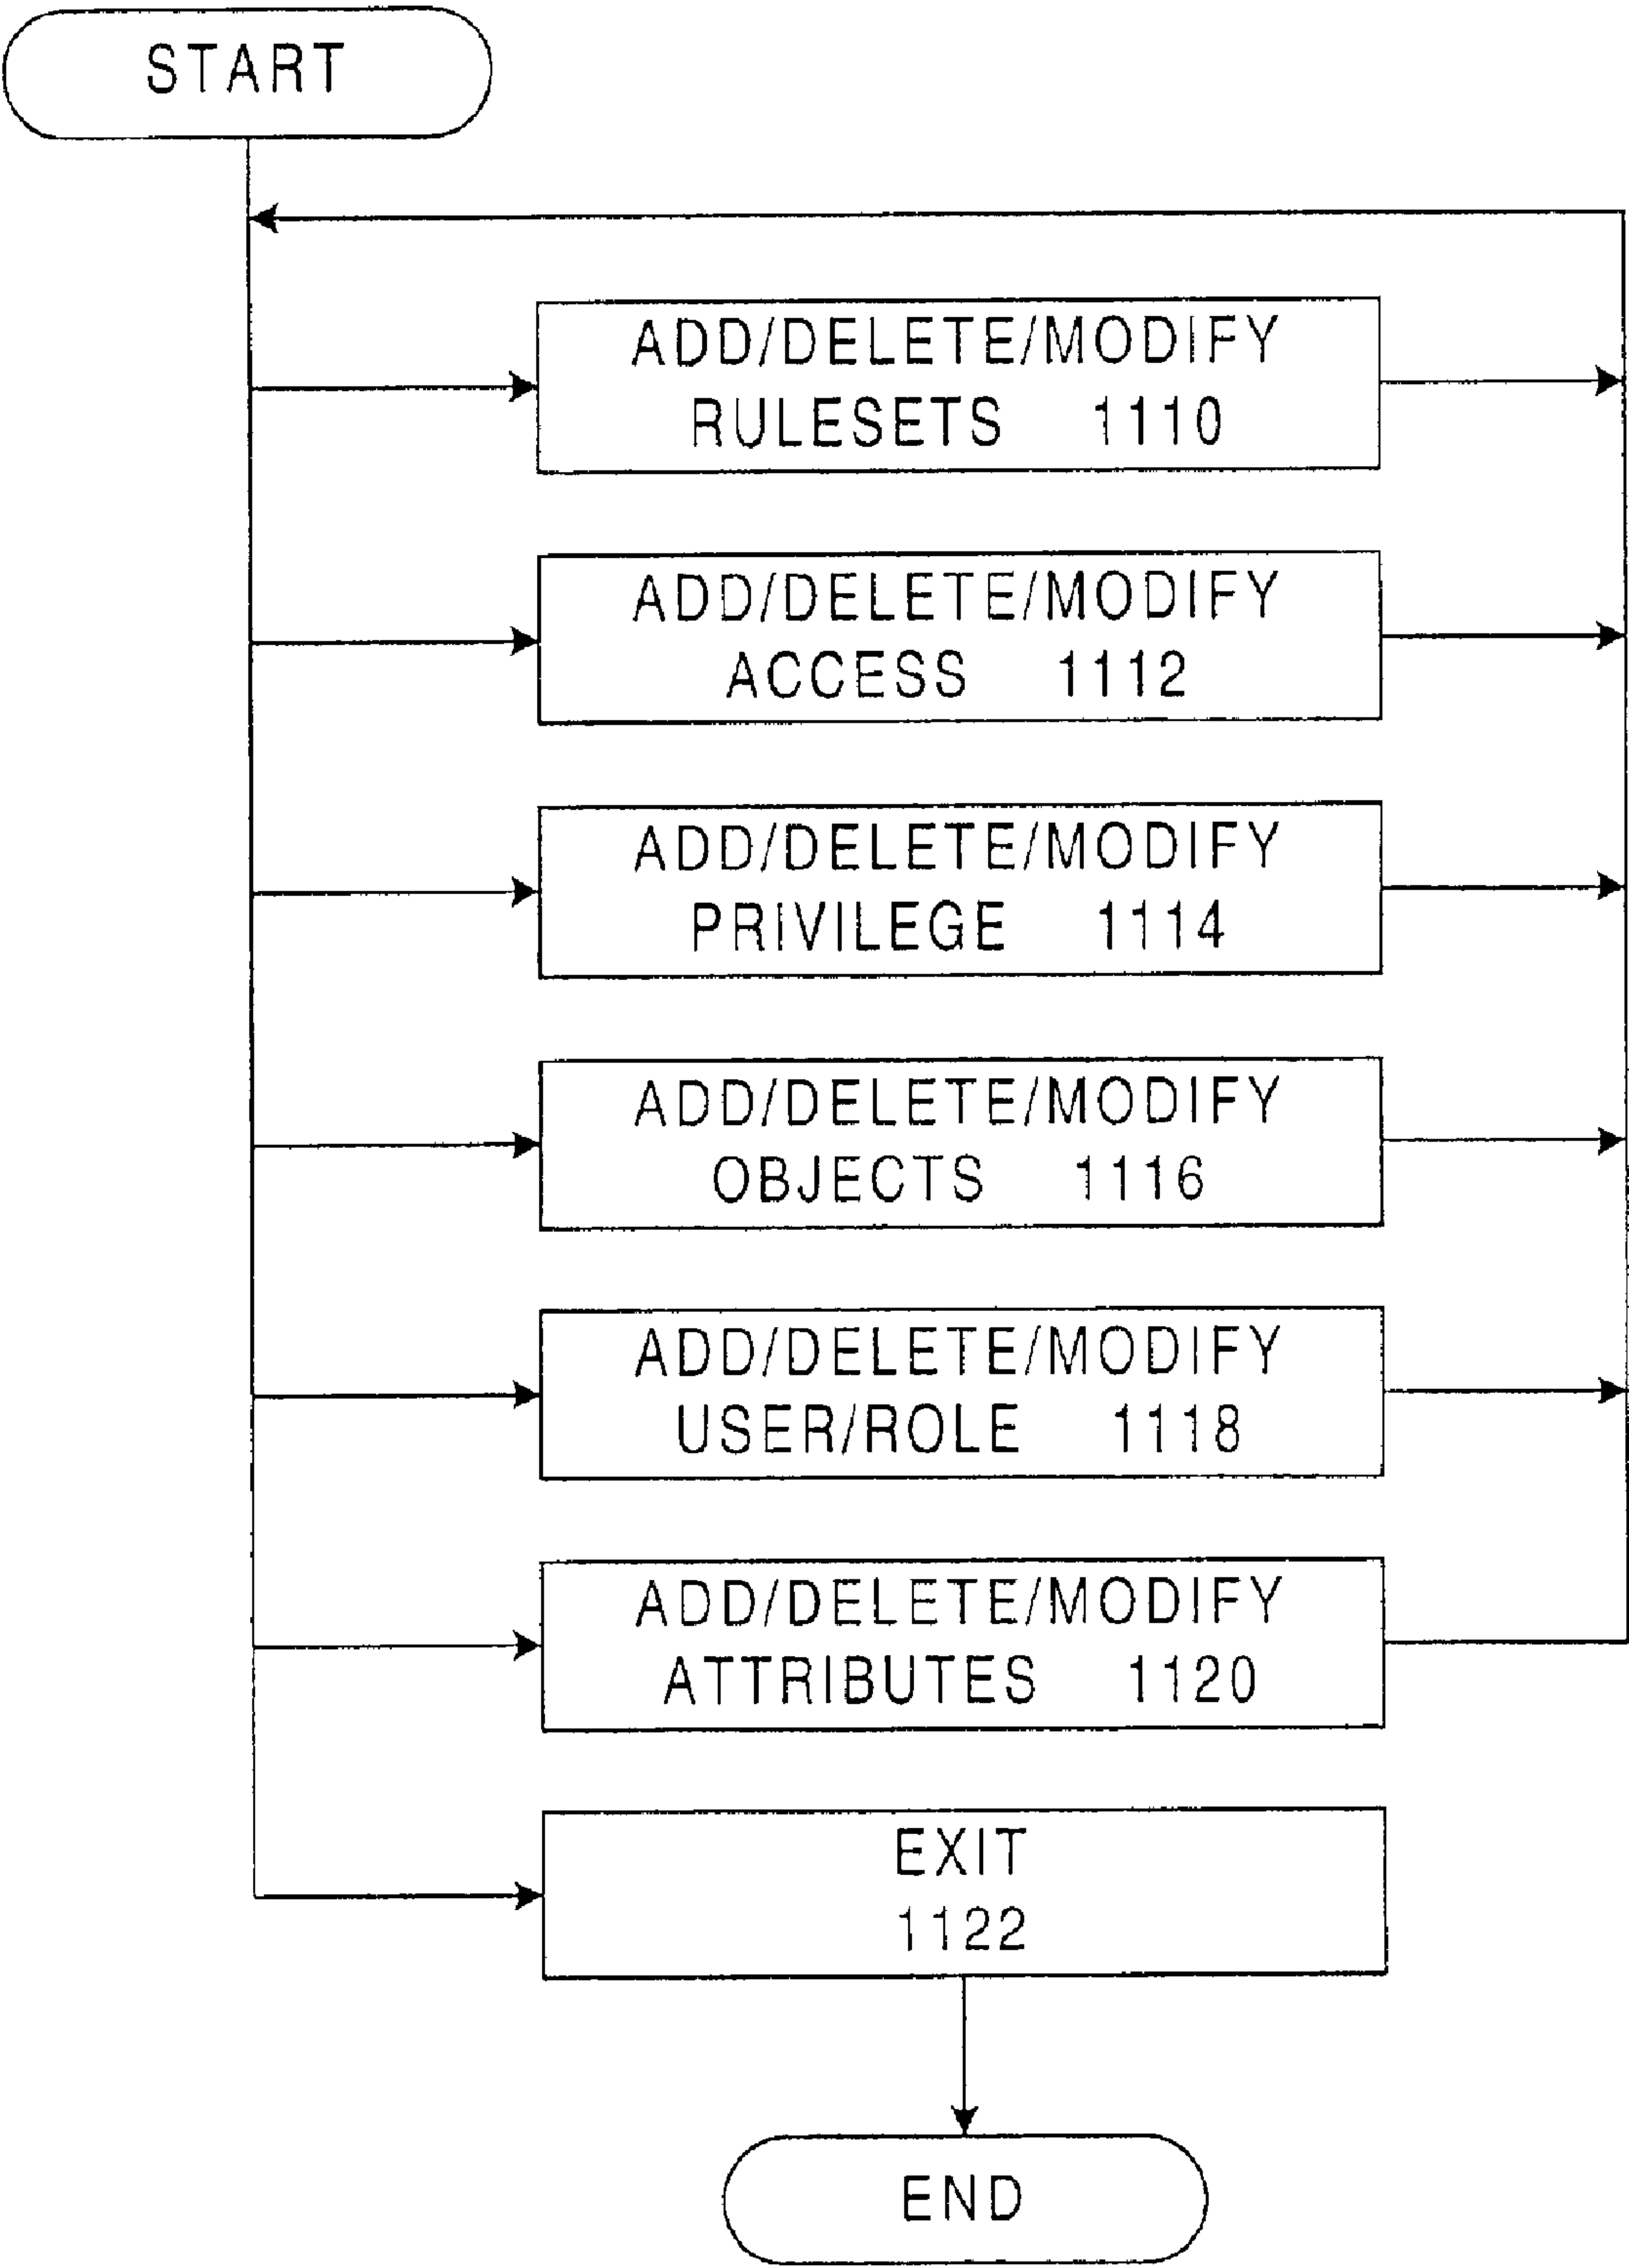 START
ADD/DELETE/MODIFY
RULESETS 1110
ADD/DELETE/MODIFY
ACCESS 1112
ADD/DELETE/MODIFY
PRIVILEGE 1114
ADD/DELETE/MODIFY
OBJECTS 1116
ADD/DELETE/MODIFY
USER/ROLE 1118
ADD/DELETE/MODIFY
ATTRIBUTES 1120
EXIT
1122
END